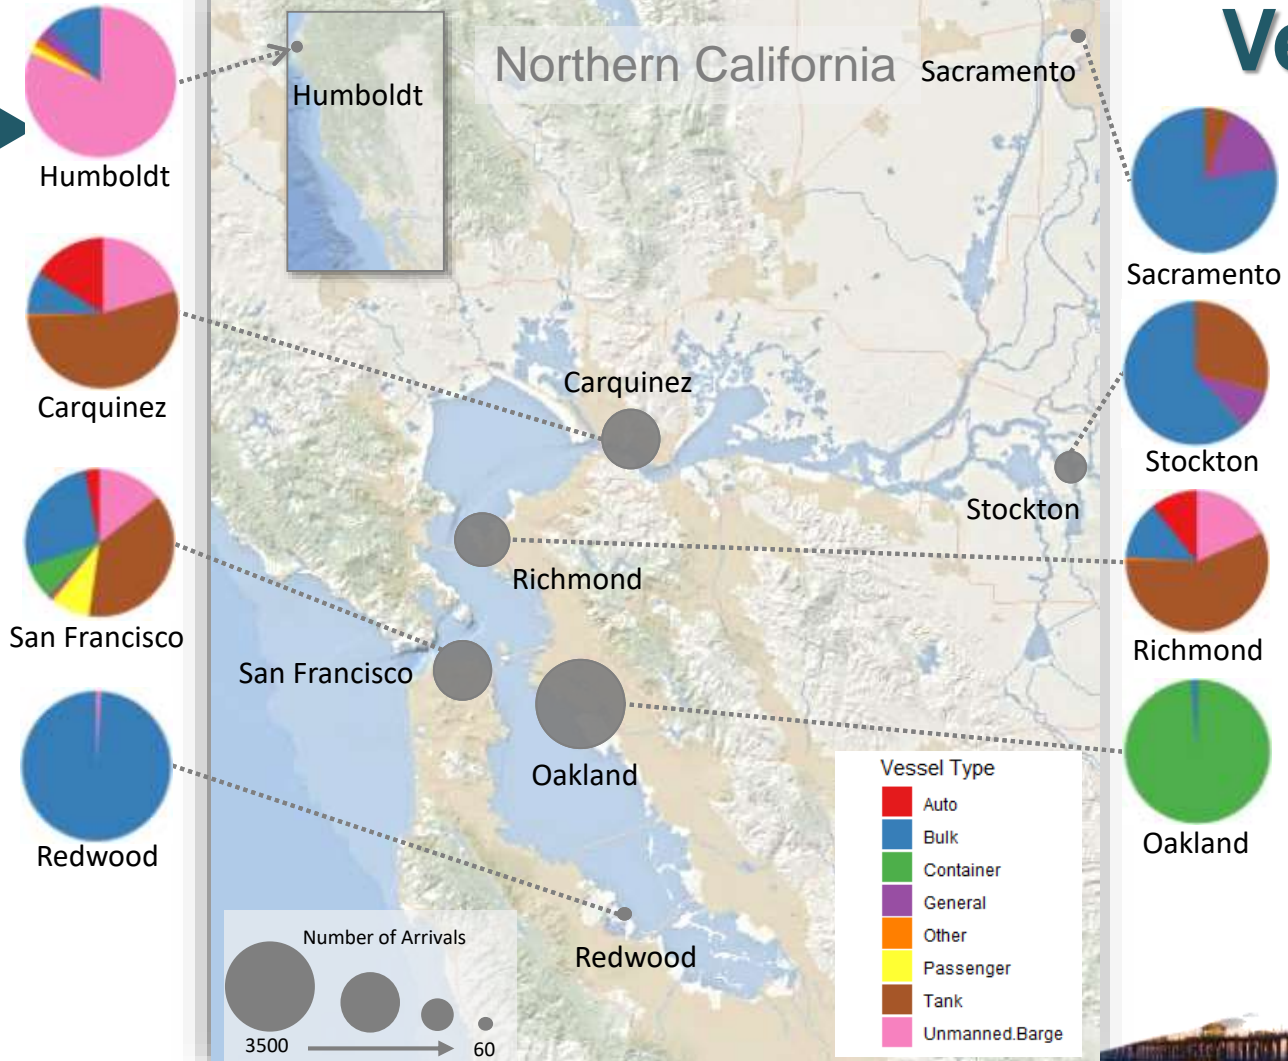 Northern California
Ve
Humboldt
Humboldt
Sacramento
Sacramento
Carquinez
Carquinez
Stockton
Stockton
San Francisco
San Francisco
Richmond
Richmond
Redwood
Redwood
Oakland
Oakland
Number of Arrivals
3500
60
Vessel Type
Auto
Bulk
Container
General
Other
Passenger
Tank
Unmanned.Barge